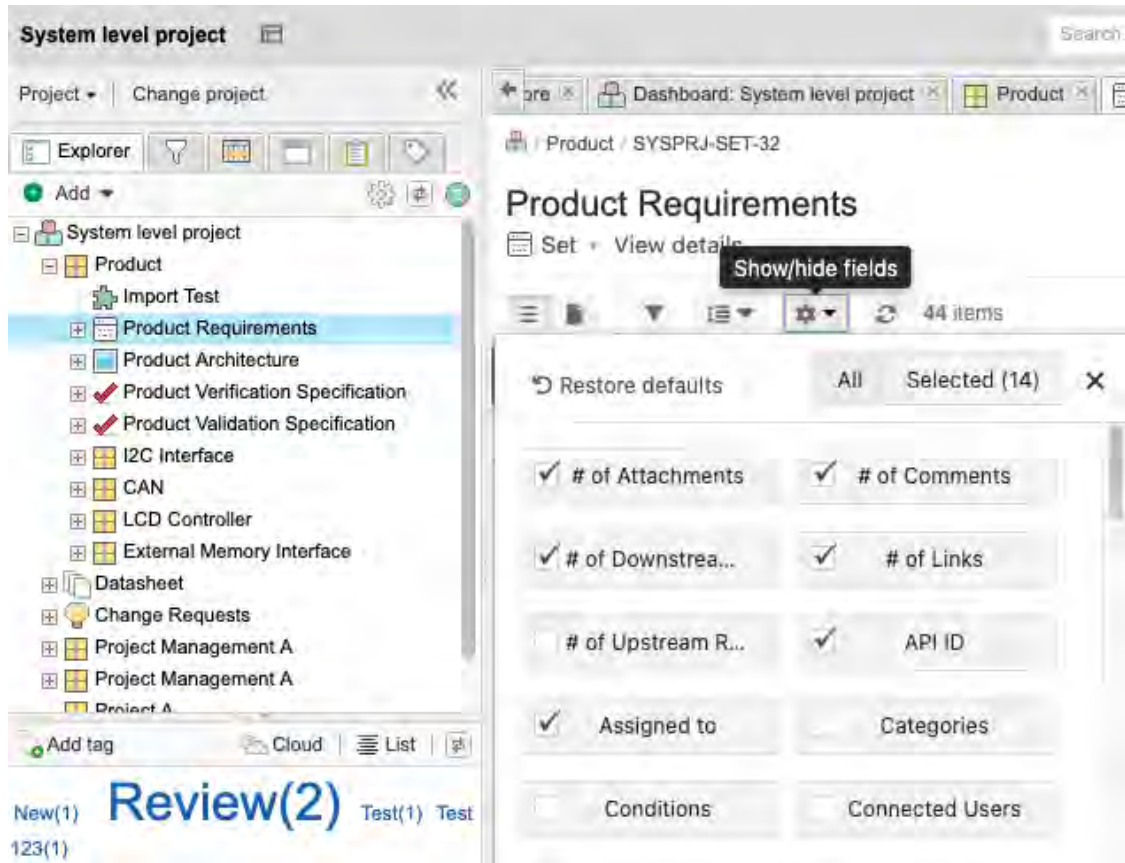 System level project
Search
Project
Change project
ore
Dashboard: System level project
Product
Explorer
Product / SYSPRJ-SET-32
Add
Product Requirements
Set
View details
Show/hide fields
44 items
System level project
Product
Import Test
Product Requirements
Product Architecture
Product Verification Specification
Product Validation Specification
I2C Interface
CAN
LCD Controller
External Memory Interface
Datasheet
Change Requests
Project Management A
Project Management A
Project A
Restore defaults
All
Selected (14)
# of Attachments
# of Comments
# of Downstrea...
# of Links
# of Upstream R...
API ID
Assigned to
Categories
Conditions
Connected Users
Add tag
Cloud
List
New(1) Review(2) Test(1) Test
123(1)